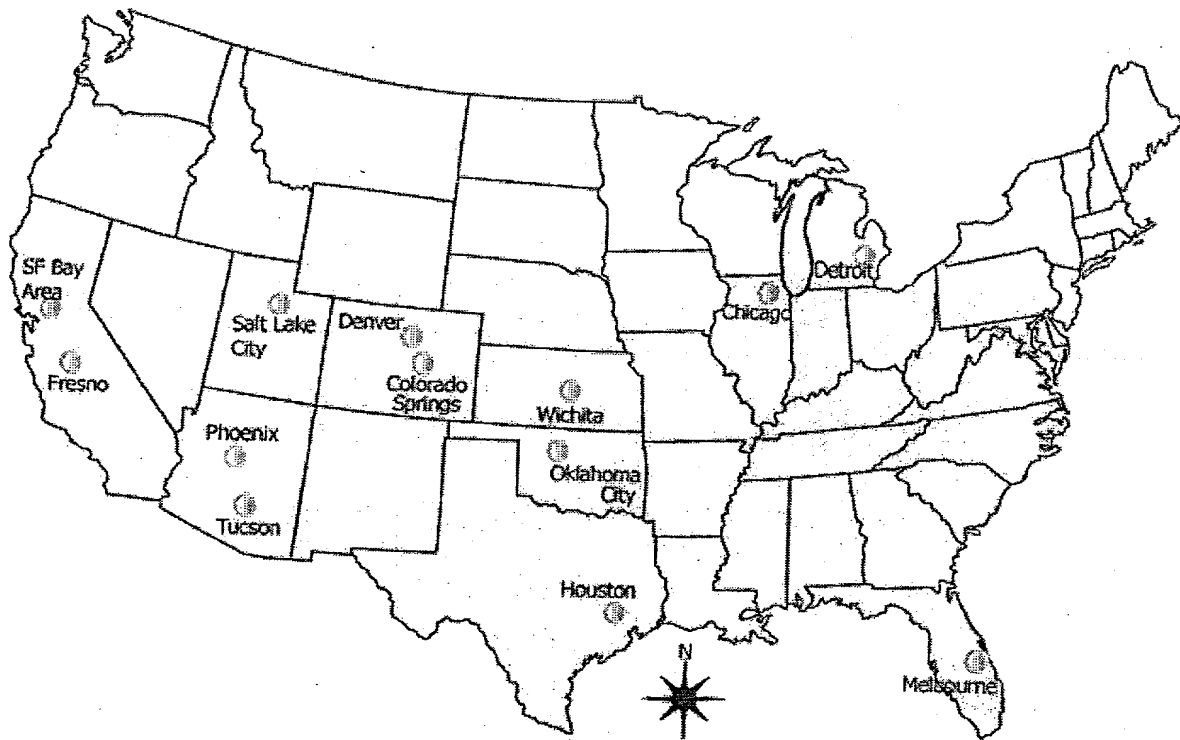 SF Bay
Area
Fresno
Salt Lake
City
Denver
Colorado
Springs
Phoenix
Tucson
Wichita
Oklahoma
City
Houston
Chicago
Detroit
Melbourne
N